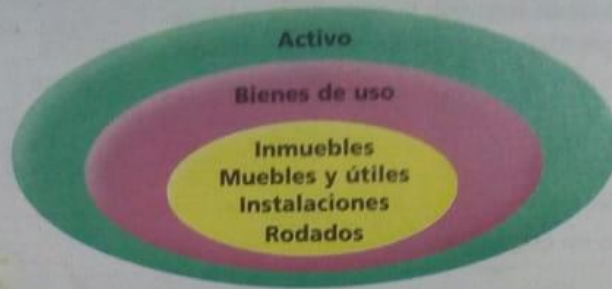 Activo
Bienes de uso
Inmuebles
Muebles y útiles
Instalaciones
Rodados